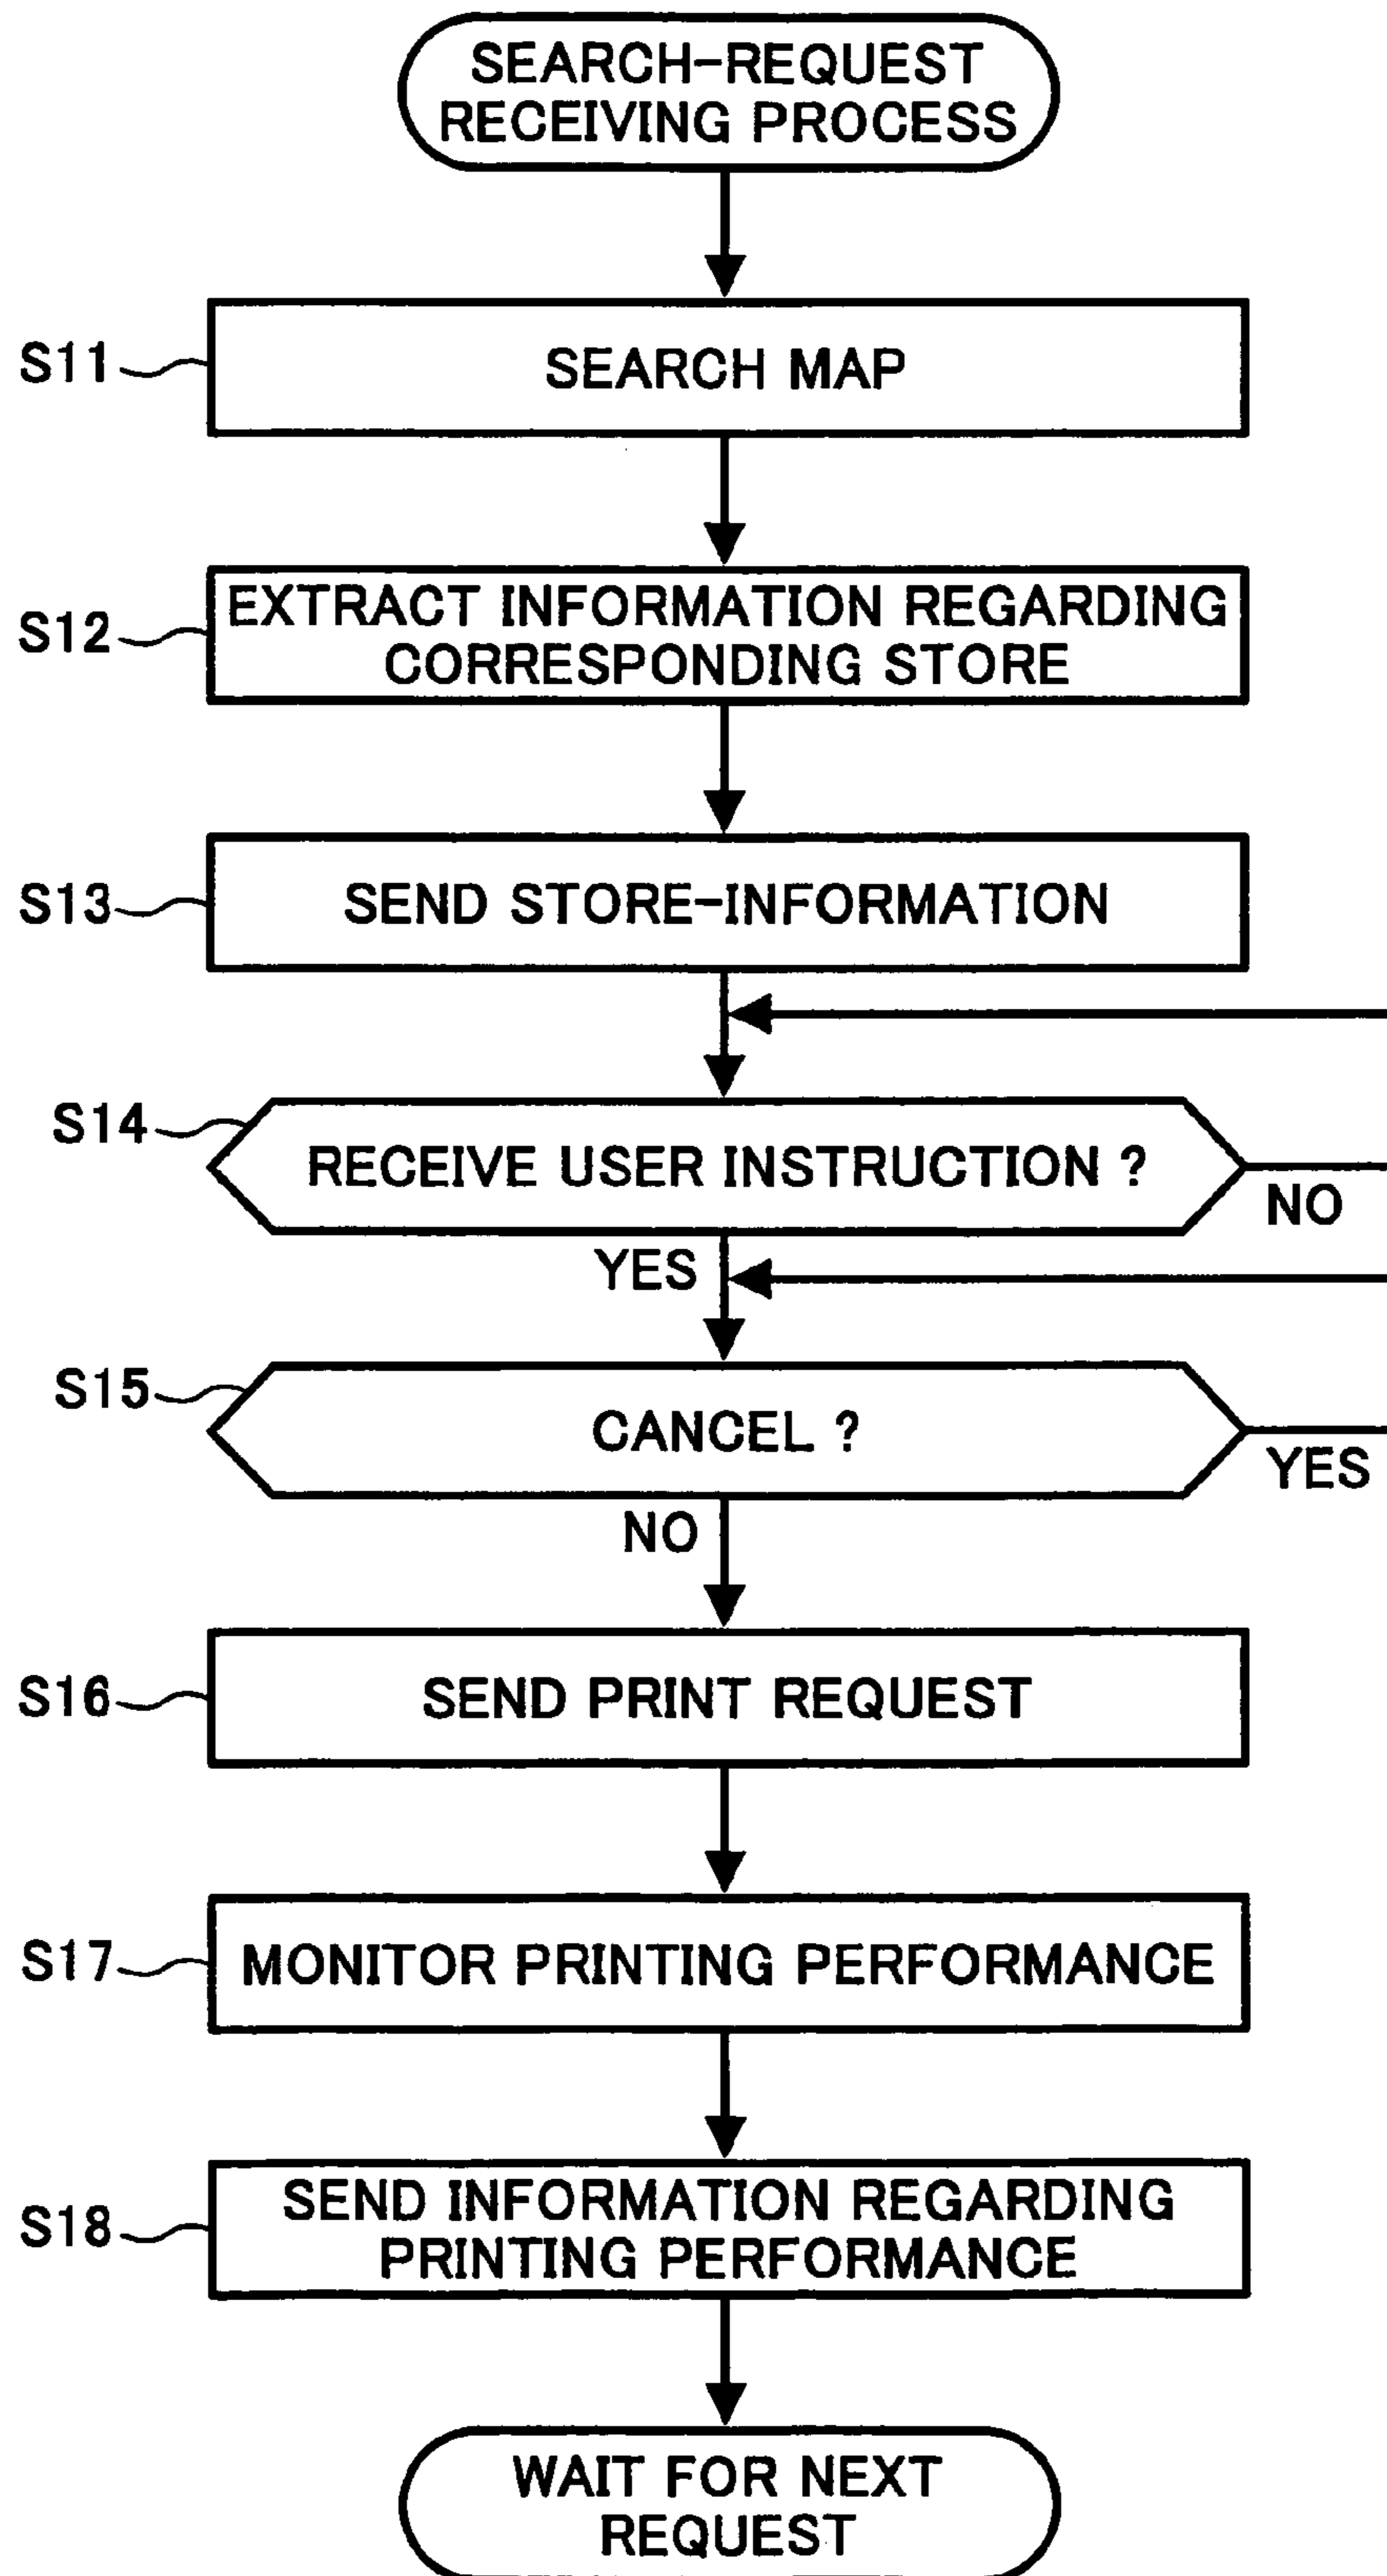 SEARCH-REQUEST
RECEIVING PROCESS
S11
SEARCH MAP
S12
EXTRACT INFORMATION REGARDING
CORRESPONDING STORE
S13
SEND STORE-INFORMATION
S14
RECEIVE USER INSTRUCTION ?
NO
YES
S15
CANCEL ?
YES
NO
S16
SEND PRINT REQUEST
S17
MONITOR PRINTING PERFORMANCE
S18
SEND INFORMATION REGARDING
PRINTING PERFORMANCE
WAIT FOR NEXT
REQUEST